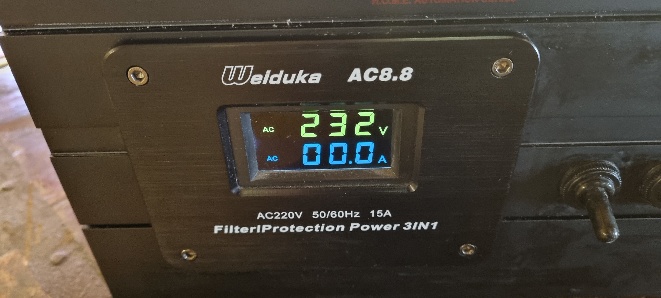 Weiduka AC8.8
AC 232 V
AC 00.0 A
AC220V 50/60Hz 15A
Filter|Protection Power 3IN1